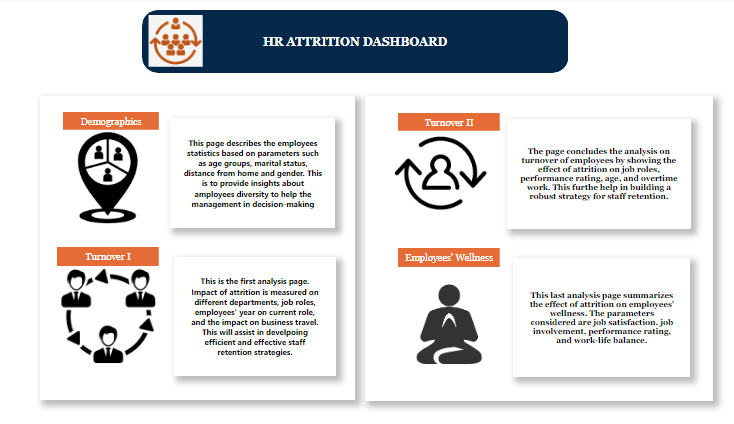 HR ATTRITION DASHBOARD
Demographics
This page describes the employees
statistics based on parameters such
as age groups, marital status,
distance from home and gender. This
is to provide insights about
amployees diversity to help the
management in decision-making
Turnover I
This is the first analysis page.
Impact of attrition is measured on
different departments, job roles,
employees' year on current role,
and the impact on business travel.
This will assist in develpoing
efficient and effective staff
retention strategies.
Turnover II
The page concludes the analysis on
turnover of employees by showing the
effect of attrition on job roles,
performance rating, age, and overtime
work. This furthe help in building a
robust strategy for staff retention.
Employees' Wellness
This last analysis page summarizes
the effect of attrition on employees'
wellness. The parameters
considered are job satisfaction, job
involvement, performance rating,
and work-life balance.